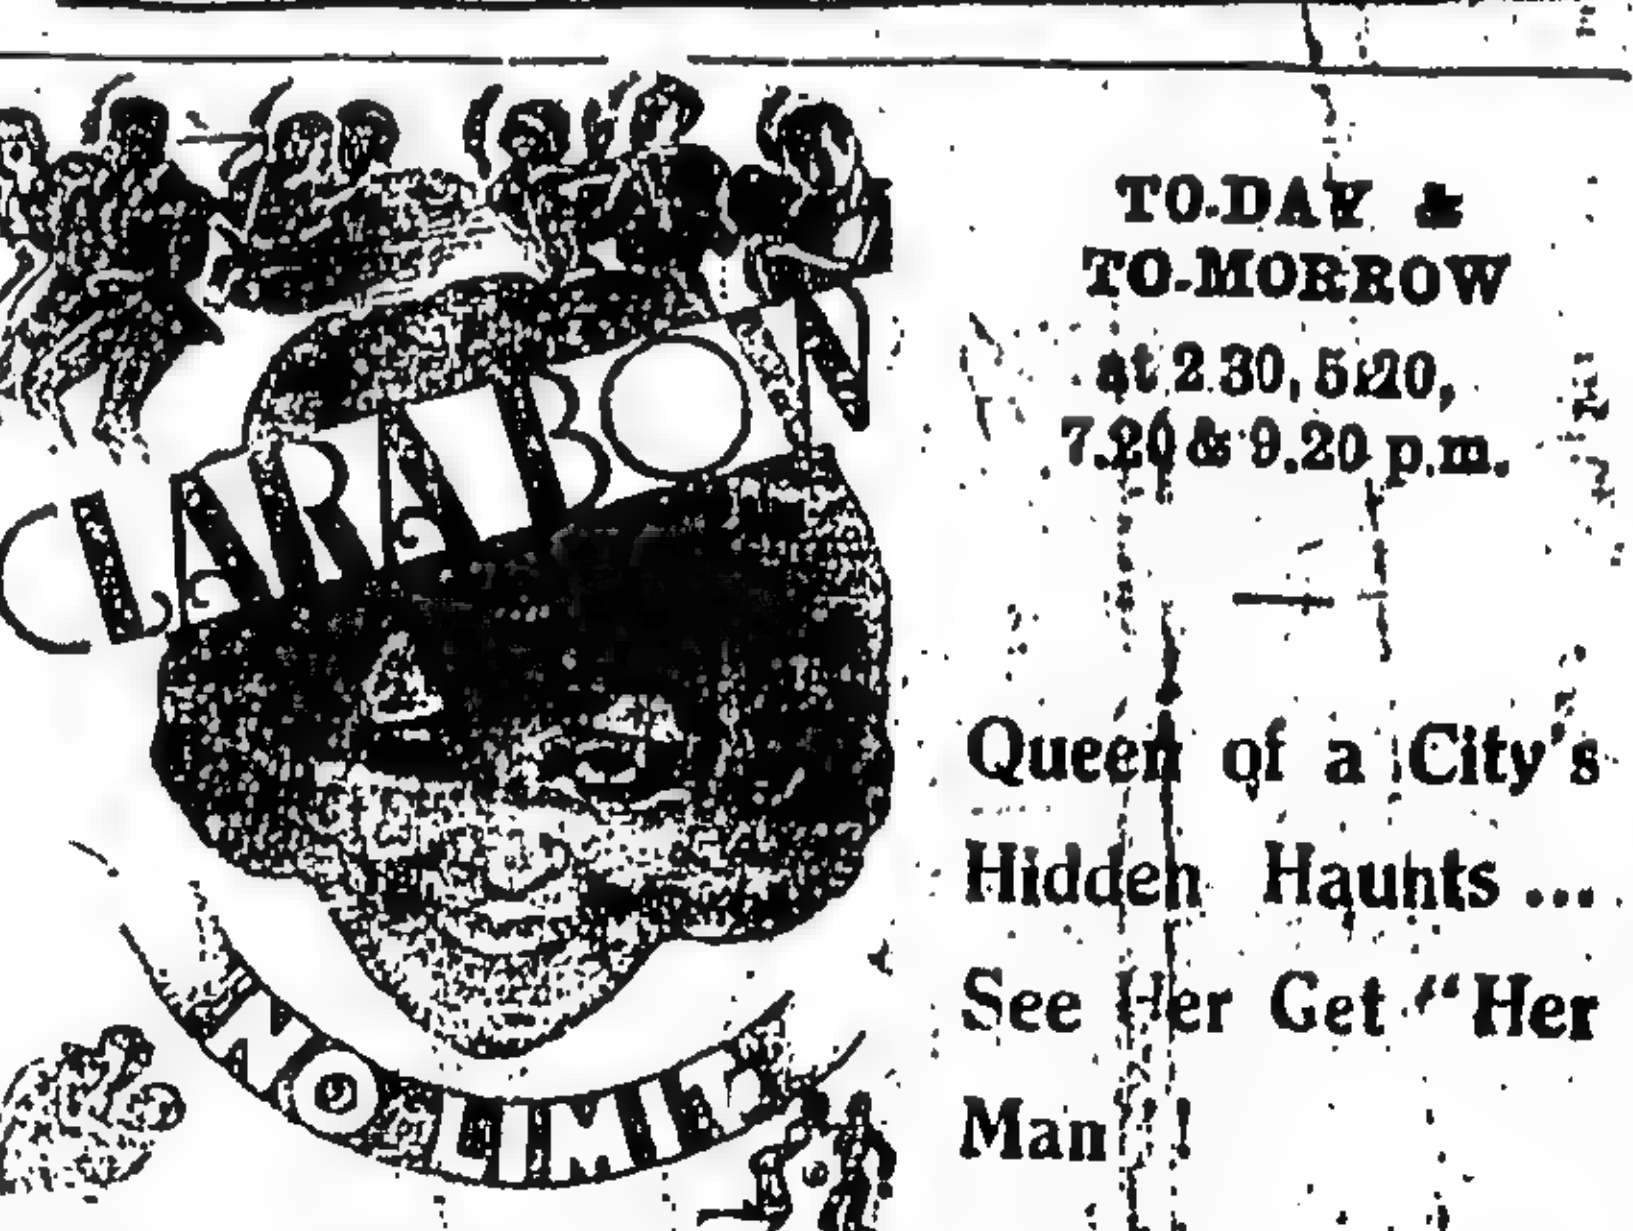 CLARA BOW
NO LIMIT
TO-DAY &
TO-MORROW
at 2.30, 5.20,
7.20 & 9.20 p.m.
Queen of a City's
Hidden Haunts ...
See Her Get "Her
Man" !